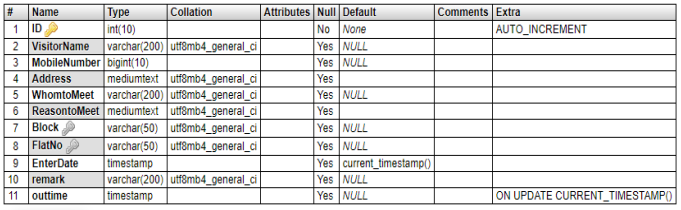 # Name Type Collation Attributes Null Default Comments Extra
1 ID int(10) No None AUTO_INCREMENT
2 VisitorName varchar(200) utf8mb4_general_ci Yes NULL
3 MobileNumber bigint(10) Yes NULL
4 Address mediumtext utf8mb4_general_ci Yes
5 WhomtoMeet varchar(200) utf8mb4_general_ci Yes NULL
6 ReasontoMeet mediumtext utf8mb4_general_ci Yes
7 Block varchar(50) utf8mb4_general_ci Yes NULL
8 FlatNo varchar(50) utf8mb4_general_ci Yes NULL
9 EnterDate timestamp Yes current_timestamp()
10 remark varchar(200) utf8mb4_general_ci Yes NULL
11 outtime timestamp Yes NULL ON UPDATE CURRENT_TIMESTAMP()